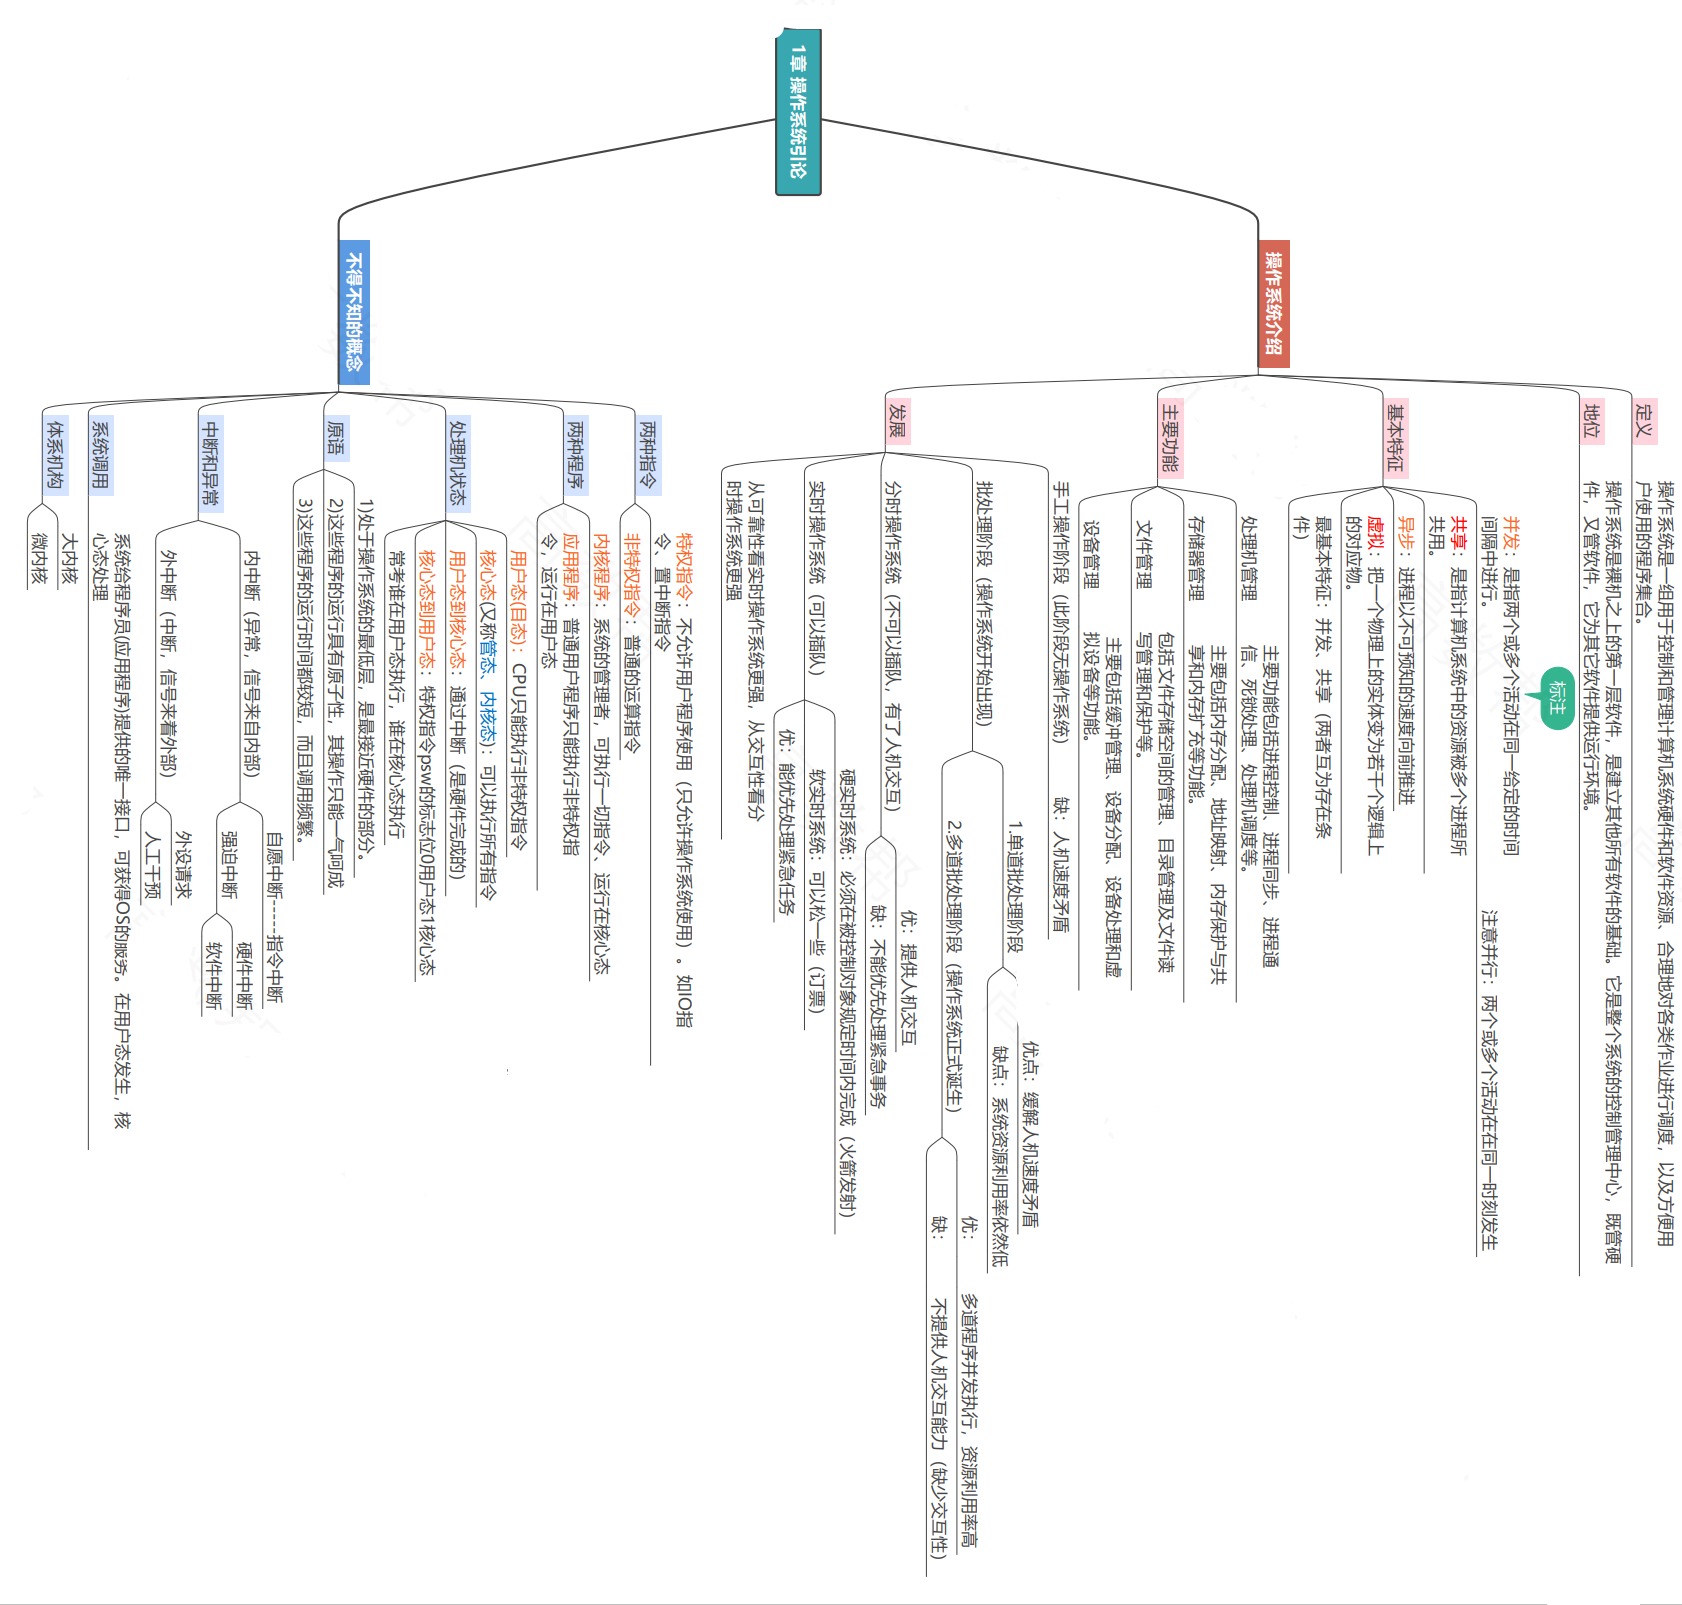 操作系统是一组用于控制和管理计算机系统硬件和软件资源、合理地对各类作业进行调度，以及方便用
户使用的程序集合。
定义
操作系统是裸机之上的第一层软件，是建立其他所有软件的基础。它是整个系统的控制管理中心，既管硬
件，又管软件，它为其它软件提供运行环境。
地位
标注
并发：是指两个或多个活动在同一给定的时间
间隔中进行。
注意并行：两个或多个活动在在同一时刻发生
共享：是指计算机系统中的资源被多个进程所
共用。
异步：进程以不可预知的速度向前推进
基本特征
虚拟：把一个物理上的实体变为若干个逻辑上
的对应物。
最基本特征：并发、共享（两者互为存在条
件）
操作系统介绍
处理机管理
主要功能包括进程控制、进程同步、进程通
信、死锁处理、处理机调度等。
存储器管理
主要包括内存分配、地址映射、内存保护与共
享和内存扩充等功能。
主要功能
文件管理
包括文件存储空间的管理、目录管理及文件读
写管理和保护等。
设备管理
主要包括缓冲管理、设备分配、设备处理和虚
拟设备等功能。
手工操作阶段（此阶段无操作系统）
缺：人机速度矛盾
批处理阶段（操作系统开始出现）
1.单道批处理阶段
优点：缓解人机速度矛盾
缺点：系统资源利用率依然低
2.多道批处理阶段（操作系统正式诞生）
优：
多道程序并发执行，资源利用率高
缺：
不提供人机交互能力（缺少交互性）
发展
分时操作系统（不可以插队，有了人机交互）
优：提供人机交互
缺：不能优先处理紧急事务
实时操作系统（可以插队）
硬实时系统：必须在被控制对象规定时间内完成（火箭发射）
软实时系统：可以松一些（订票）
优：能优先处理紧急任务
从可靠性看实时操作系统更强，从交互性看分
时操作系统更强
1章 操作系统引论
两种指令
特权指令：不允许用户程序使用（只允许操作系统使用）。如IO指
令、置中断指令
非特权指令：普通的运算指令
两种程序
内核程序：系统的管理者，可执行一切指令、运行在核心态
应用程序：普通用户程序只能执行非特权指
令，运行在用户态
处理机状态
用户态(目态)：CPU只能执行非特权指令
核心态(又称管态、内核态)：可以执行所有指令
用户态到核心态：通过中断（是硬件完成的）
核心态到用户态：特权指令psw的标志位0用户态1核心态
常考谁在用户态执行，谁在核心态执行
不得不知的概念
原语
1)处于操作系统的最低层，是最接近硬件的部分。
2)这些程序的运行具有原子性，其操作只能一气呵成
3)这些程序的运行时间都较短，而且调用频繁。
中断和异常
内中断（异常，信号来自内部）
自愿中断-----指令中断
强迫中断
硬件中断
软件中断
外中断（中断，信号来着外部）
外设请求
人工干预
系统调用
系统给程序员(应用程序)提供的唯一接口，可获得OS的服务。在用户态发生，核
心态处理
体系机构
大内核
微内核